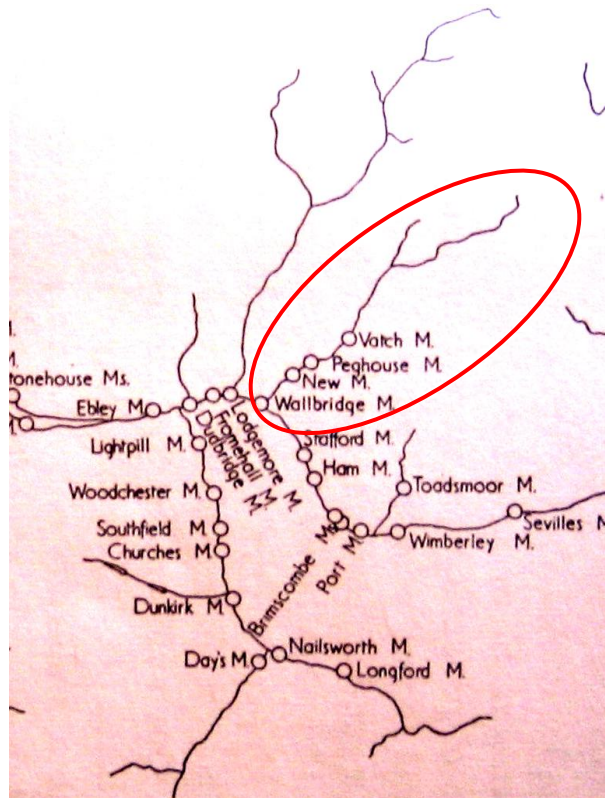 Vatch M.
Peghouse M.
New M.
Wallbridge M.
tonehouse Ms.
Ebley M.
Lodgemore M.
Fromehall M.
Dudbridge M.
Stafford M.
Lightpill M.
Ham M.
Woodchester M.
Toadsmoor M.
Southfield M.
Sevilles M
Churches M.
Wimberley M.
Brimscombe Ms
Port M.
Dunkirk M.
Nailsworth M.
Day's M.
Longford M.